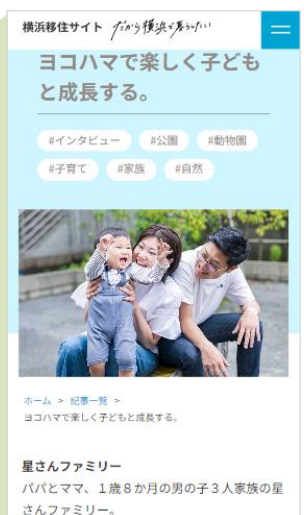 横浜移住サイト だから横浜で暮らしたい
ヨコハマで楽しく子ども
と成長する。
#インタビュー #公園 #動物園
#子育て #家族 #自然
ホーム > 記事一覧 >
ヨコハマで楽しく子どもと成長する。
星さんファミリー
パパとママ、１歳８か月の男の子３人家族の星
さんファミリー。